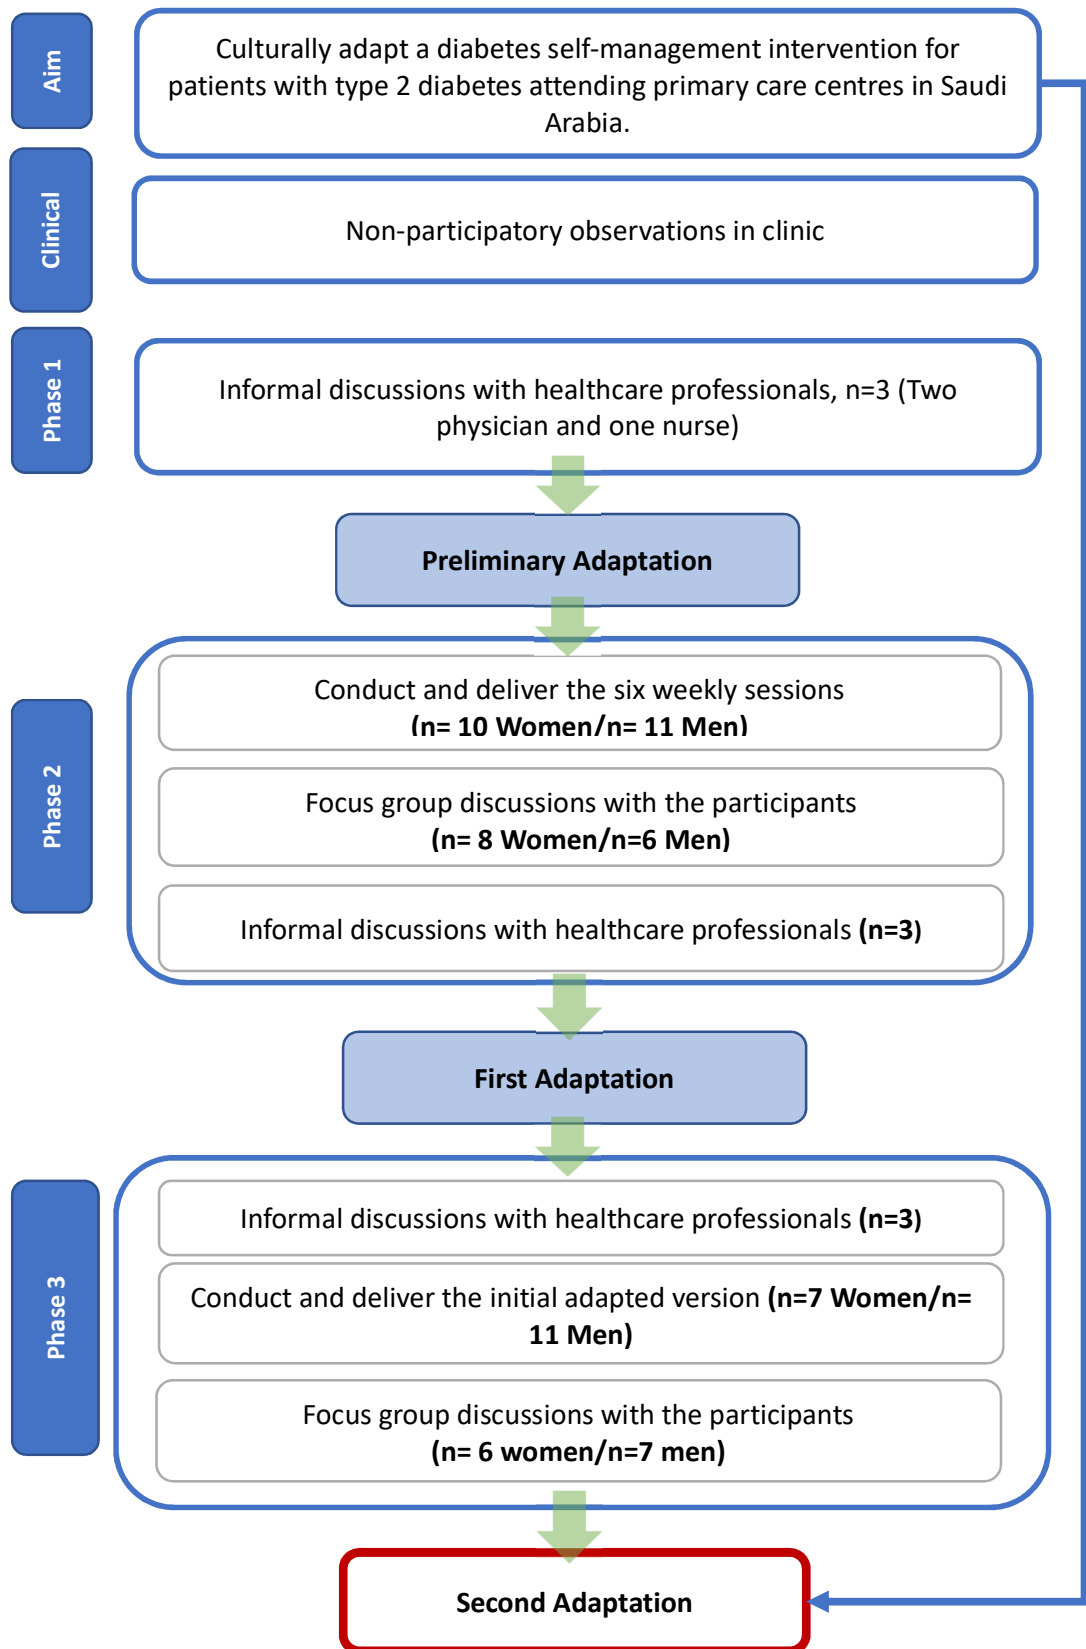 Aim
Culturally adapt a diabetes self-management intervention for
patients with type 2 diabetes attending primary care centres in Saudi
Arabia.
Clinical
Non-participatory observations in clinic
Phase 1
Informal discussions with healthcare professionals, n=3 (Two
physician and one nurse)
Preliminary Adaptation
Phase 2
Conduct and deliver the six weekly sessions
(n= 10 Women/n= 11 Men)
Focus group discussions with the participants
(n= 8 Women/n=6 Men)
Informal discussions with healthcare professionals (n=3)
First Adaptation
Phase 3
Informal discussions with healthcare professionals (n=3)
Conduct and deliver the initial adapted version (n=7 Women/n=
11 Men)
Focus group discussions with the participants
(n= 6 women/n=7 men)
Second Adaptation